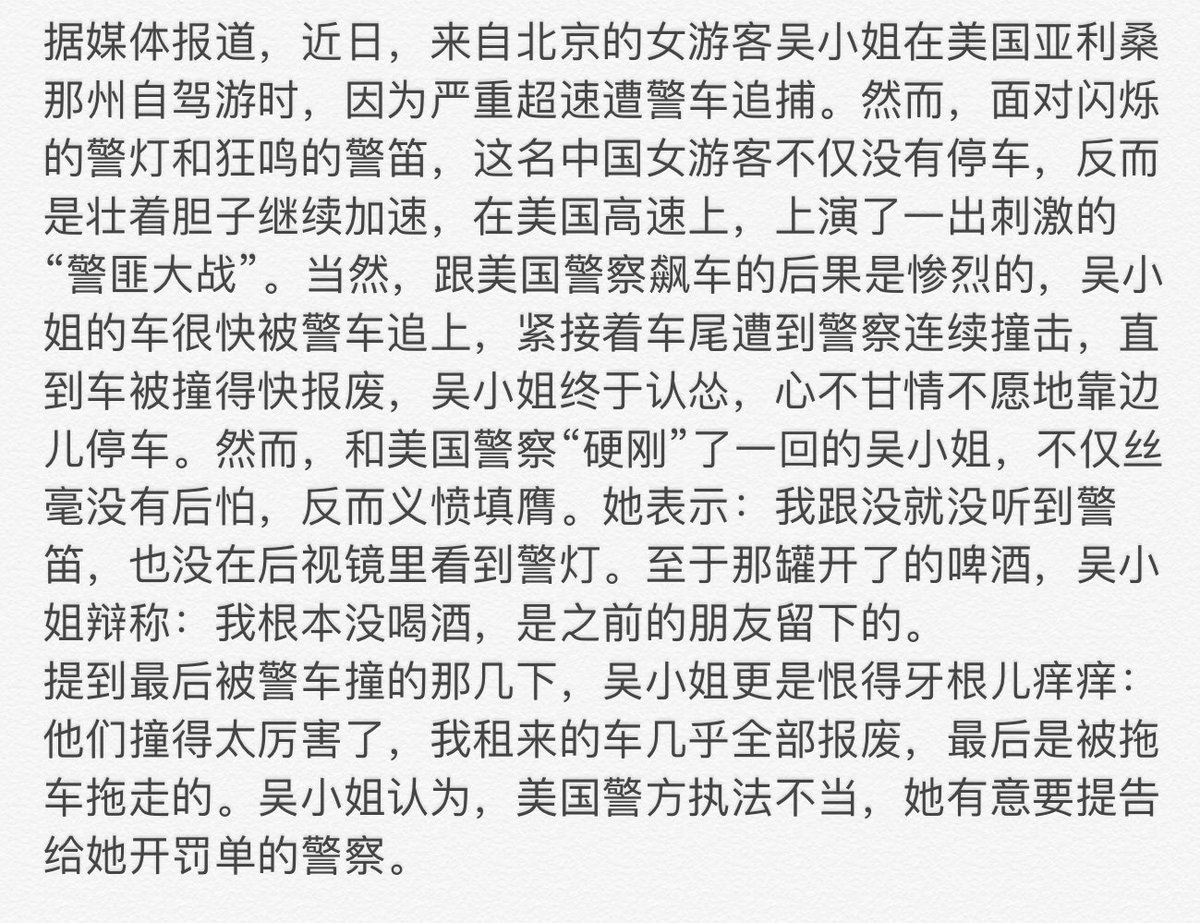 据媒体报道，近日，来自北京的女游客吴小姐在美国亚利桑
那州自驾游时，因为严重超速遭警车追捕。然而，面对闪烁
的警灯和狂鸣的警笛，这名中国女游客不仅没有停车，反而
是壮着胆子继续加速，在美国高速上，上演了一出刺激的
“警匪大战”。当然，跟美国警察飙车的后果是惨烈的，吴小
姐的车很快被警车追上，紧接着车尾遭到警察连续撞击，直
到车被撞得快报废，吴小姐终于认怂，心不甘情不愿地靠边
儿停车。然而，和美国警察“硬刚”了一回的吴小姐，不仅丝
毫没有后怕，反而义愤填膺。她表示：我跟没就没听到警
笛，也没在后视镜里看到警灯。至于那罐开了的啤酒，吴小
姐辩称：我根本没喝酒，是之前的朋友留下的。
提到最后被警车撞的那几下，吴小姐更是恨得牙根儿痒痒：
他们撞得太厉害了，我租来的车几乎全部报废，最后是被拖
车拖走的。吴小姐认为，美国警方执法不当，她有意要提告
给她开罚单的警察。